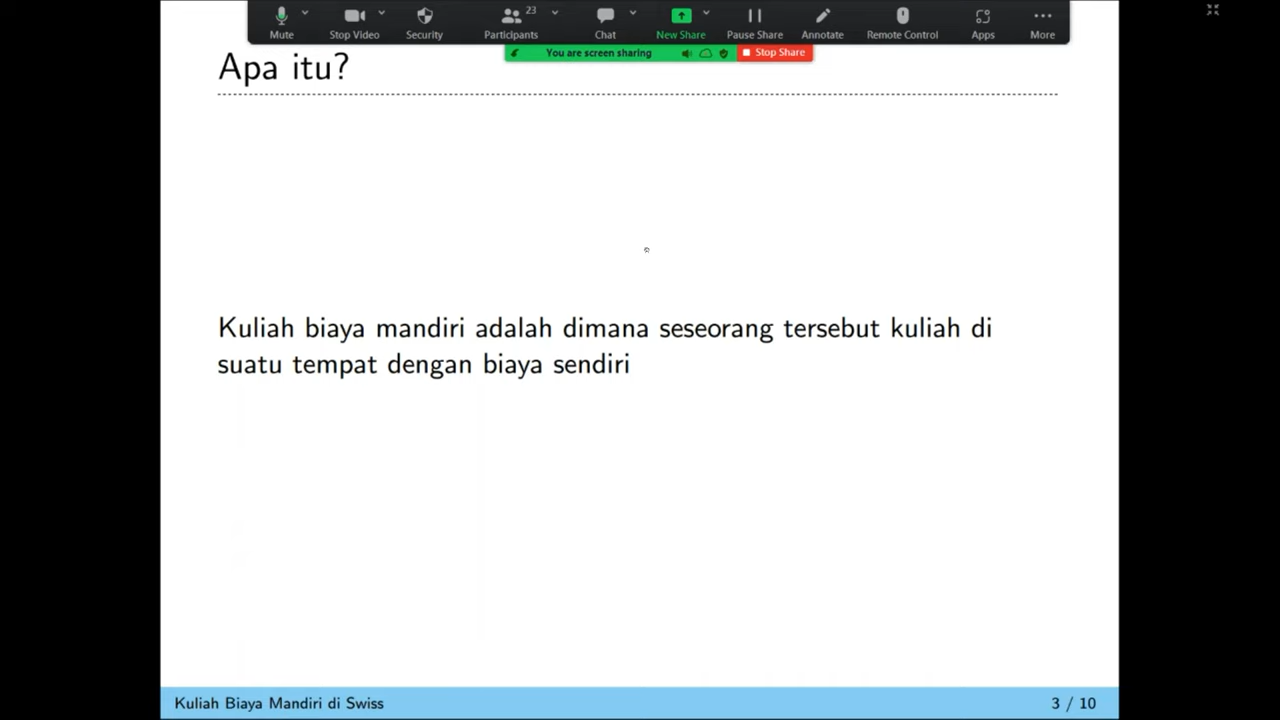 23
Mute Stop Video Security Participants Chat New Share Pause Share Annotate Remote Control Apps More
You are screen sharing Stop Share
Apa itu?
Kuliah biaya mandiri adalah dimana seseorang tersebut kuliah di
suatu tempat dengan biaya sendiri
Kuliah Biaya Mandiri di Swiss 3 / 10